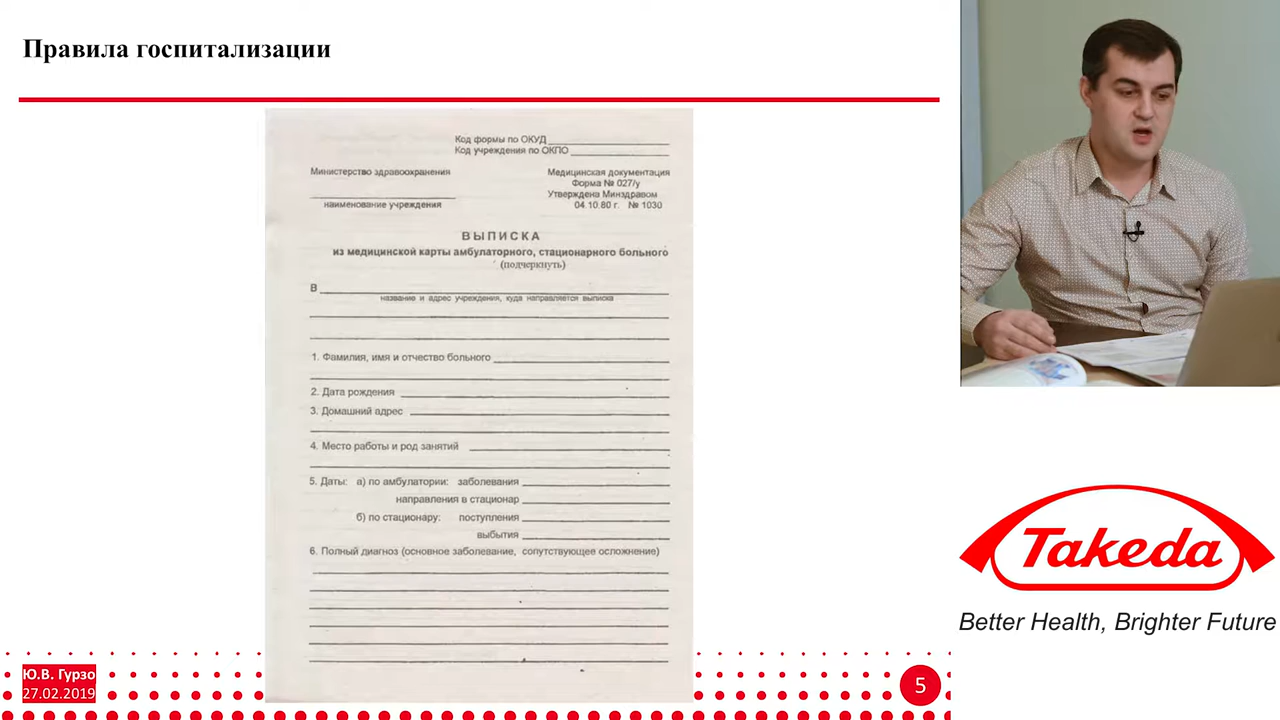 Правила госпитализации
Код формы по ОКУД
Код учреждения по ОКПО
Министерство здравоохранения
наименование учреждения
Медицинская документация
Форма № 027/у
Утверждена Минздравом
04.10.80 г. № 1030
ВЫПИСКА
из медицинской карты амбулаторного, стационарного больного
(подчеркнуть)
В
название и адрес учреждения, куда направляется выписка
1. Фамилия, имя и отчество больного
2. Дата рождения
3. Домашний адрес
4. Место работы и род занятий
5. Даты: а) по амбулатории: заболевания
направления в стационар
б) по стационару: поступления
выбытия
6. Полный диагноз (основное заболевание, сопутствующее осложнение)
Ю.В. Гурзо
27.02.2019
5
Takeda
Better Health, Brighter Future